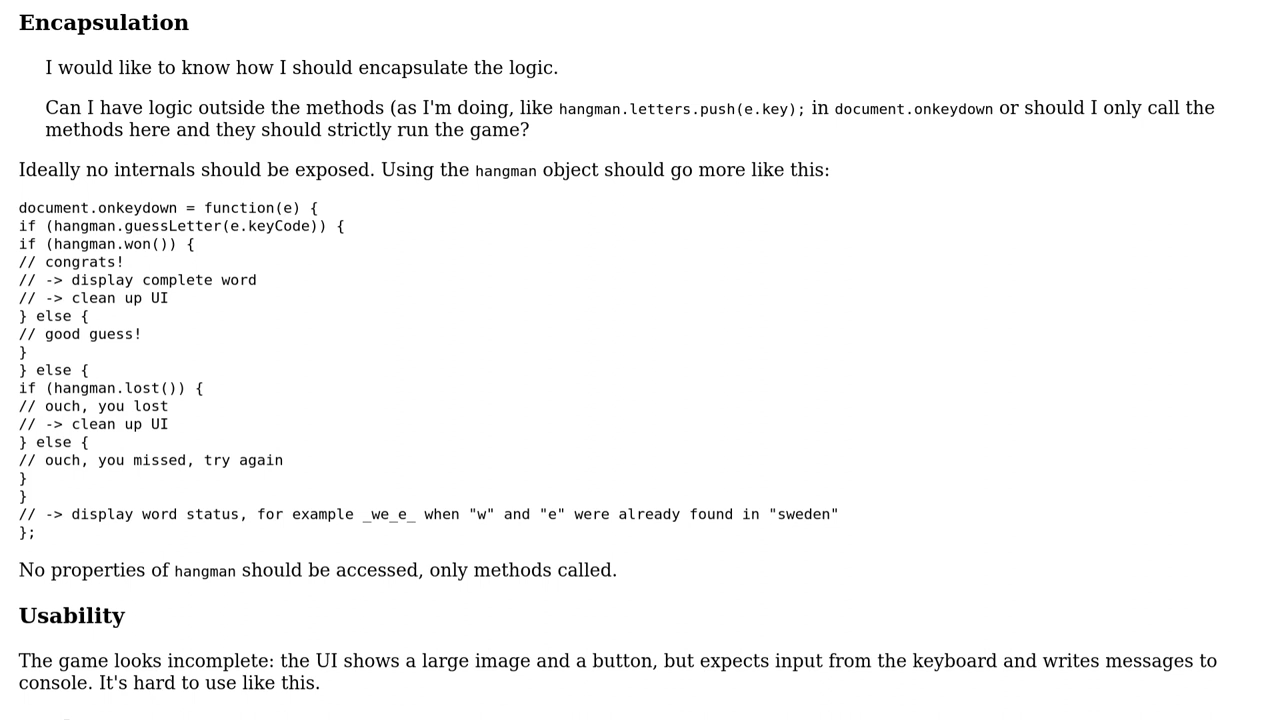 Encapsulation
I would like to know how I should encapsulate the logic.
Can I have logic outside the methods (as I'm doing, like hangman.letters.push(e.key); in document.onkeydown or should I only call the
methods here and they should strictly run the game?
Ideally no internals should be exposed. Using the hangman object should go more like this:
document.onkeydown = function(e) {
if (hangman.guessLetter(e.keyCode)) {
if (hangman.won()) {
// congrats!
// -> display complete word
// -> clean up UI
} else {
// good guess!
}
} else {
if (hangman.lost()) {
// ouch, you lost
// -> clean up UI
} else {
// ouch, you missed, try again
}
}
// -> display word status, for example _we_e_ when "w" and "e" were already found in "sweden"
};
No properties of hangman should be accessed, only methods called.
Usability
The game looks incomplete: the UI shows a large image and a button, but expects input from the keyboard and writes messages to
console. It's hard to use like this.